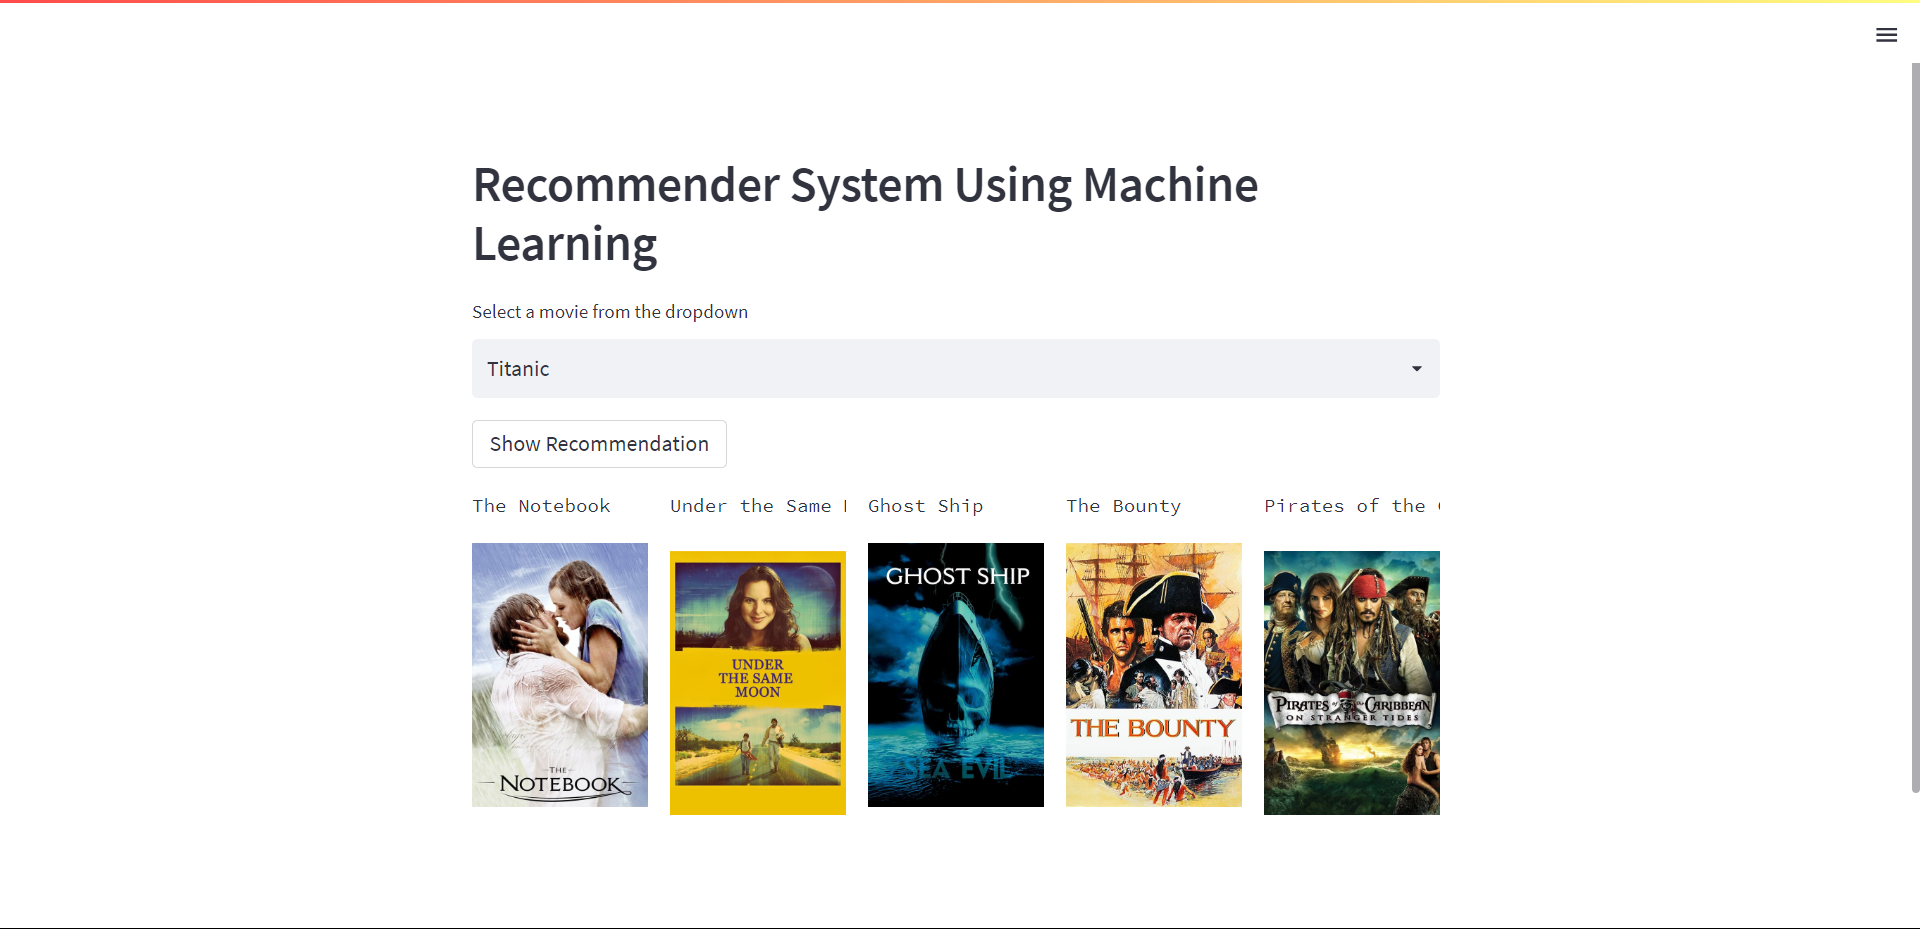 Recommender System Using Machine
Learning
Select a movie from the dropdown
Titanic
Show Recommendation
The Notebook
Under the Same
Ghost Ship
The Bounty
Pirates of the
THE
NOTEBOOK
UNDER
THE SAME
MOON
GHOST SHIP
SEA EVIL
THE BOUNTY
PIRATES of the CARIBBEAN
ON STRANGER TIDES